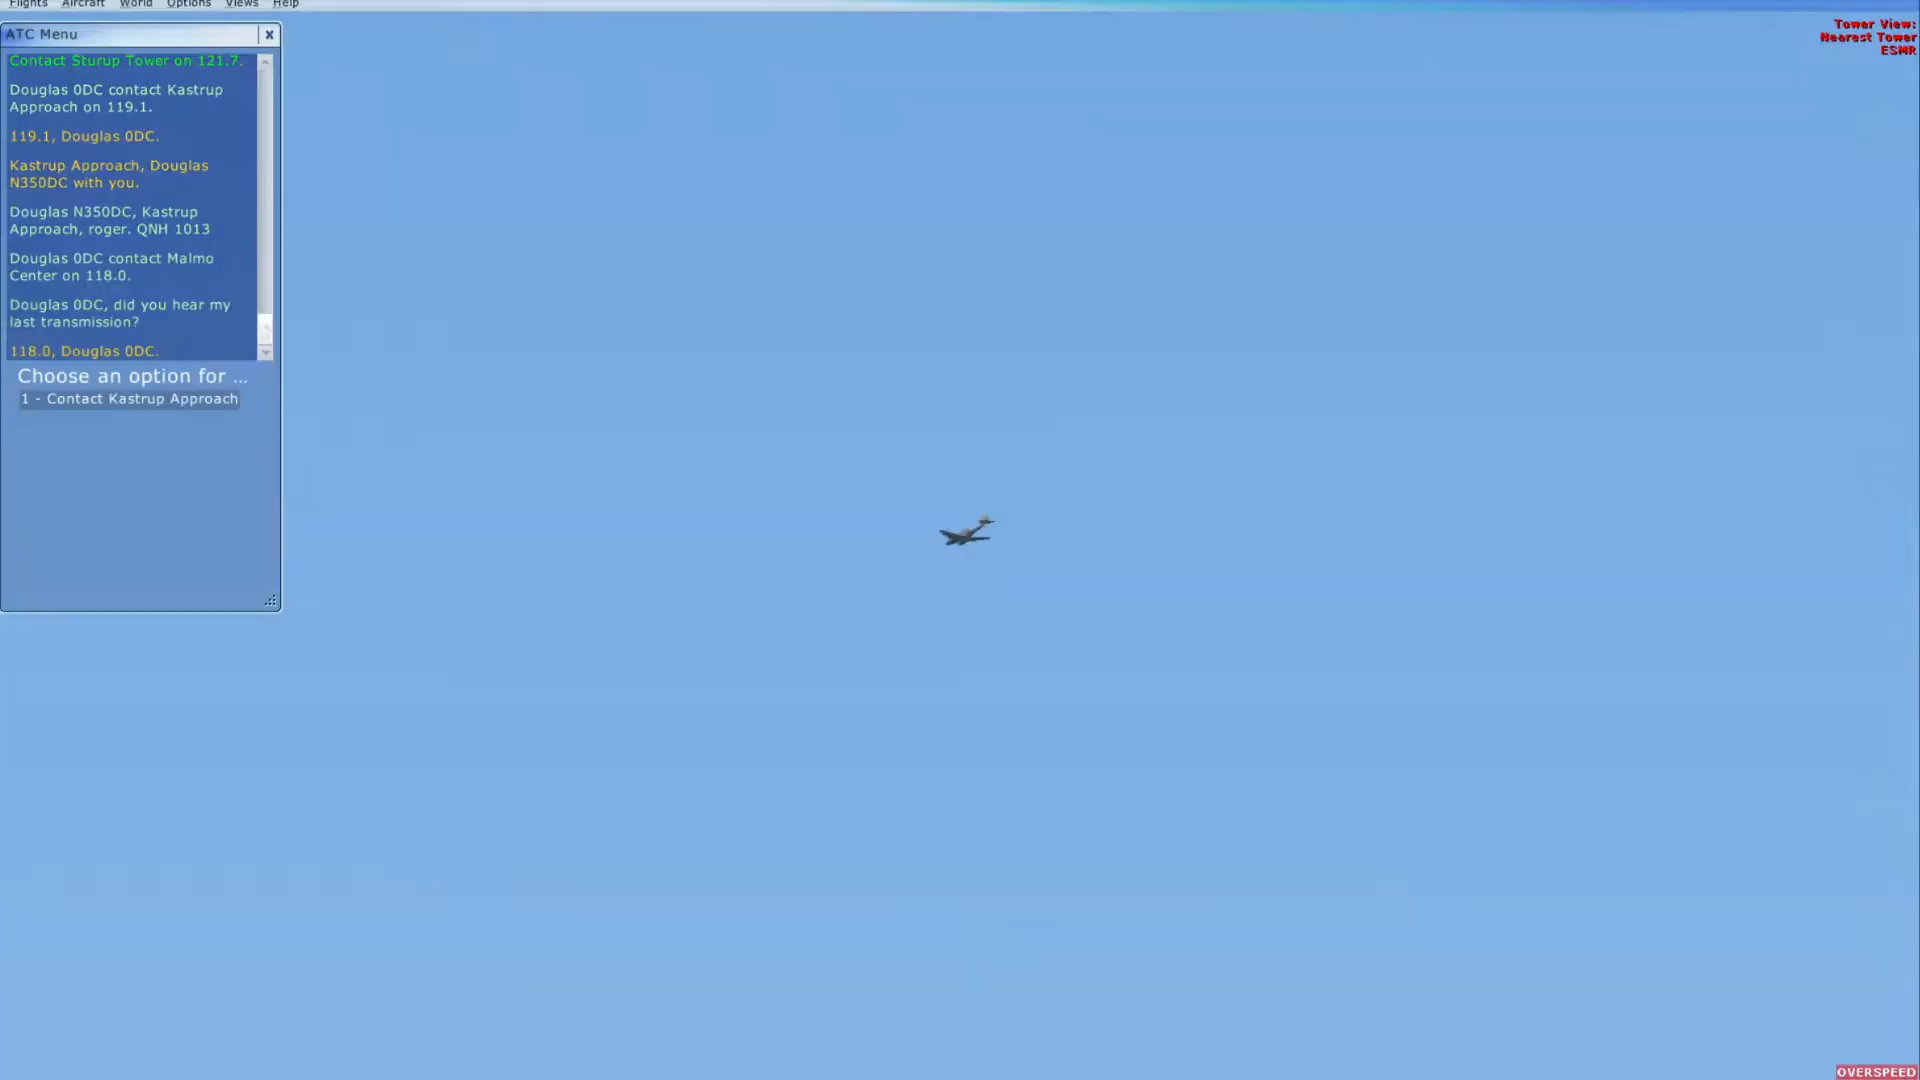 Flights Aircraft World Options Views Help
ATC Menu x
Contact Sturup Tower on 121.7.
Douglas 0DC contact Kastrup
Approach on 119.1.
119.1, Douglas 0DC.
Kastrup Approach, Douglas
N350DC with you.
Douglas N350DC, Kastrup
Approach, roger. QNH 1013
Douglas 0DC contact Malmo
Center on 118.0.
Douglas 0DC, did you hear my
last transmission?
118.0, Douglas 0DC.
Choose an option for ...
1 - Contact Kastrup Approach
Tower View:
Nearest Tower
ESMR
OVERSPEED